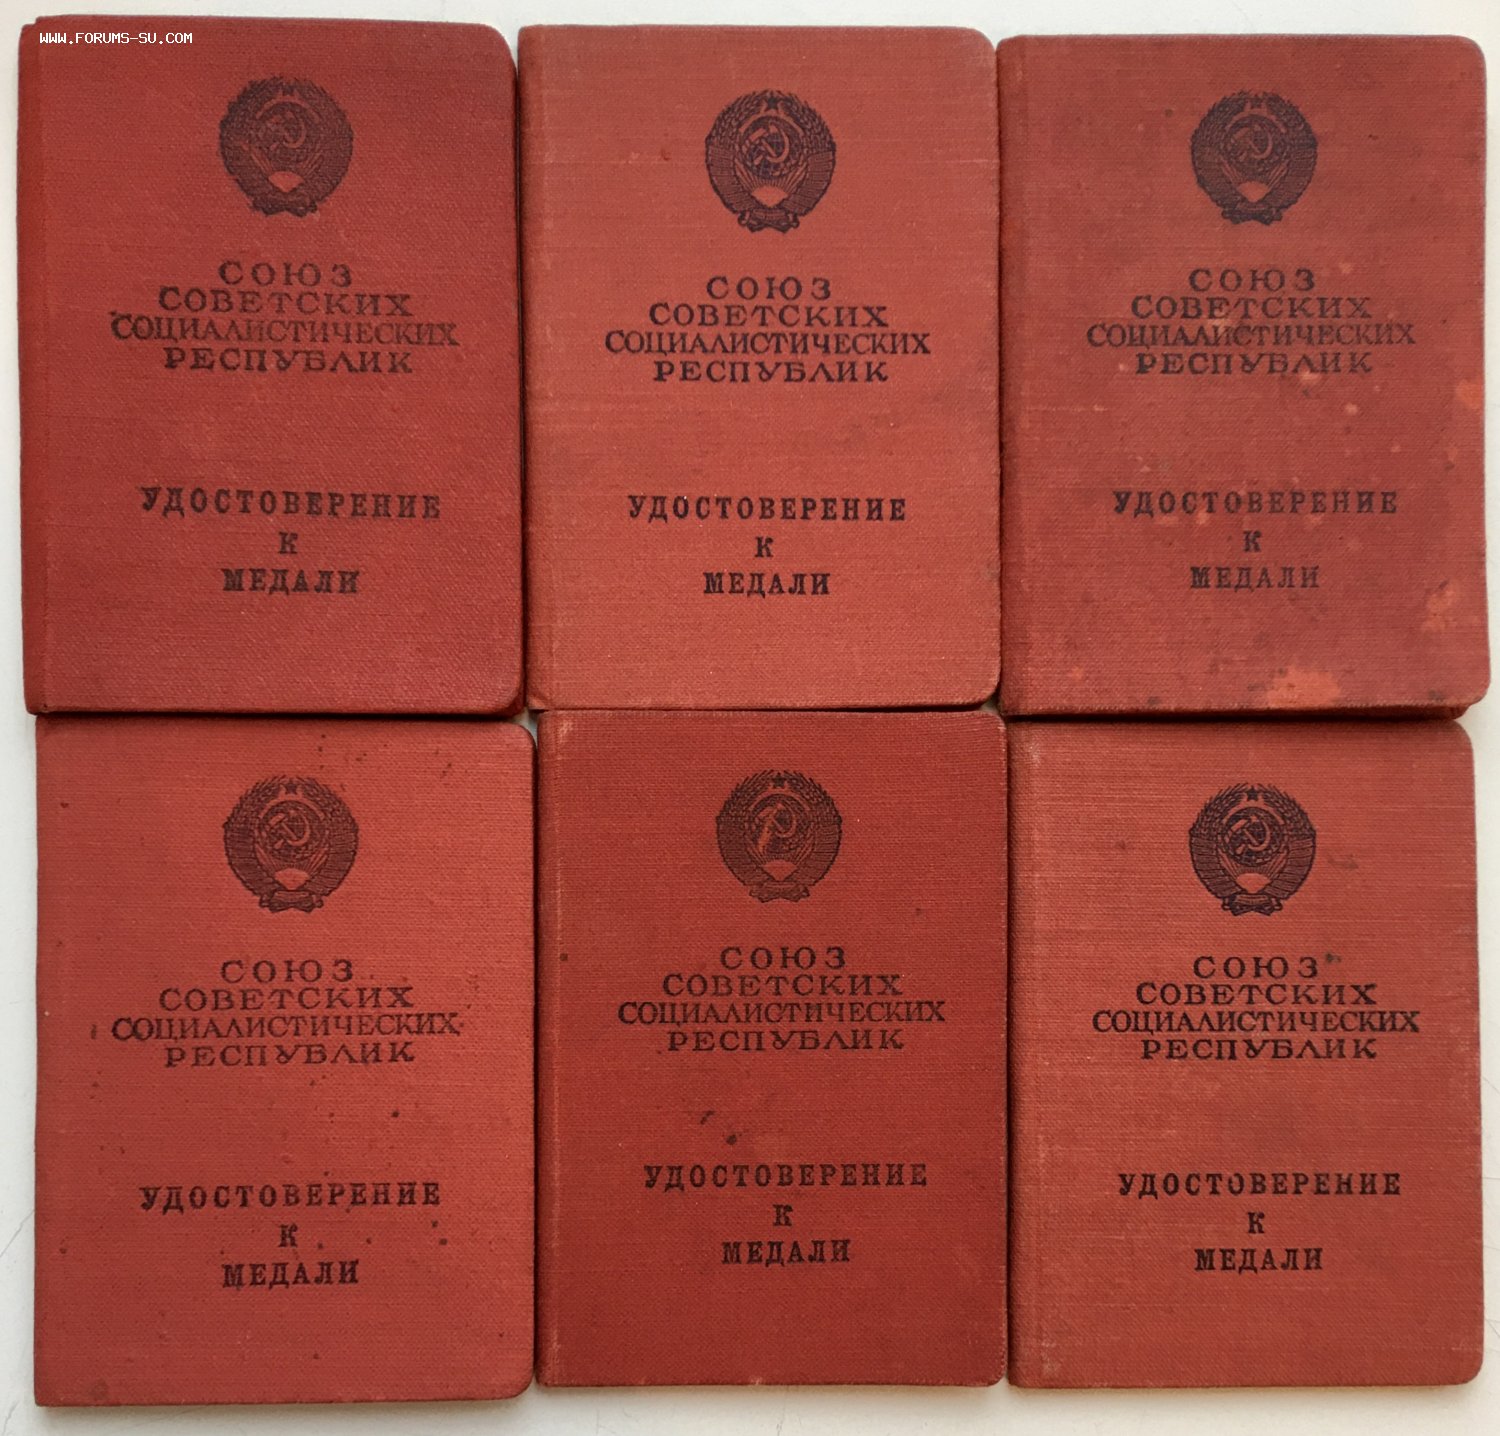 WWW.FORUMS-SU.COM
СОЮЗ
СОВЕТСКИХ
СОЦИАЛИСТИЧЕСКИХ
РЕСПУБЛИК
УДОСТОВЕРЕНИЕ
К
МЕДАЛИ
СОЮЗ
СОВЕТСКИХ
СОЦИАЛИСТИЧЕСКИХ
РЕСПУБЛИК
УДОСТОВЕРЕНИЕ
К
МЕДАЛИ
СОЮЗ
СОВЕТСКИХ
СОЦИАЛИСТИЧЕСКИХ
РЕСПУБЛИК
УДОСТОВЕРЕНИЕ
К
МЕДАЛИ
СОЮЗ
СОВЕТСКИХ
СОЦИАЛИСТИЧЕСКИХ
РЕСПУБЛИК
УДОСТОВЕРЕНИЕ
К
МЕДАЛИ
СОЮЗ
СОВЕТСКИХ
СОЦИАЛИСТИЧЕСКИХ
РЕСПУБЛИК
УДОСТОВЕРЕНИЕ
К
МЕДАЛИ
СОЮЗ
СОВЕТСКИХ
СОЦИАЛИСТИЧЕСКИХ
РЕСПУБЛИК
УДОСТОВЕРЕНИЕ
К
МЕДАЛИ